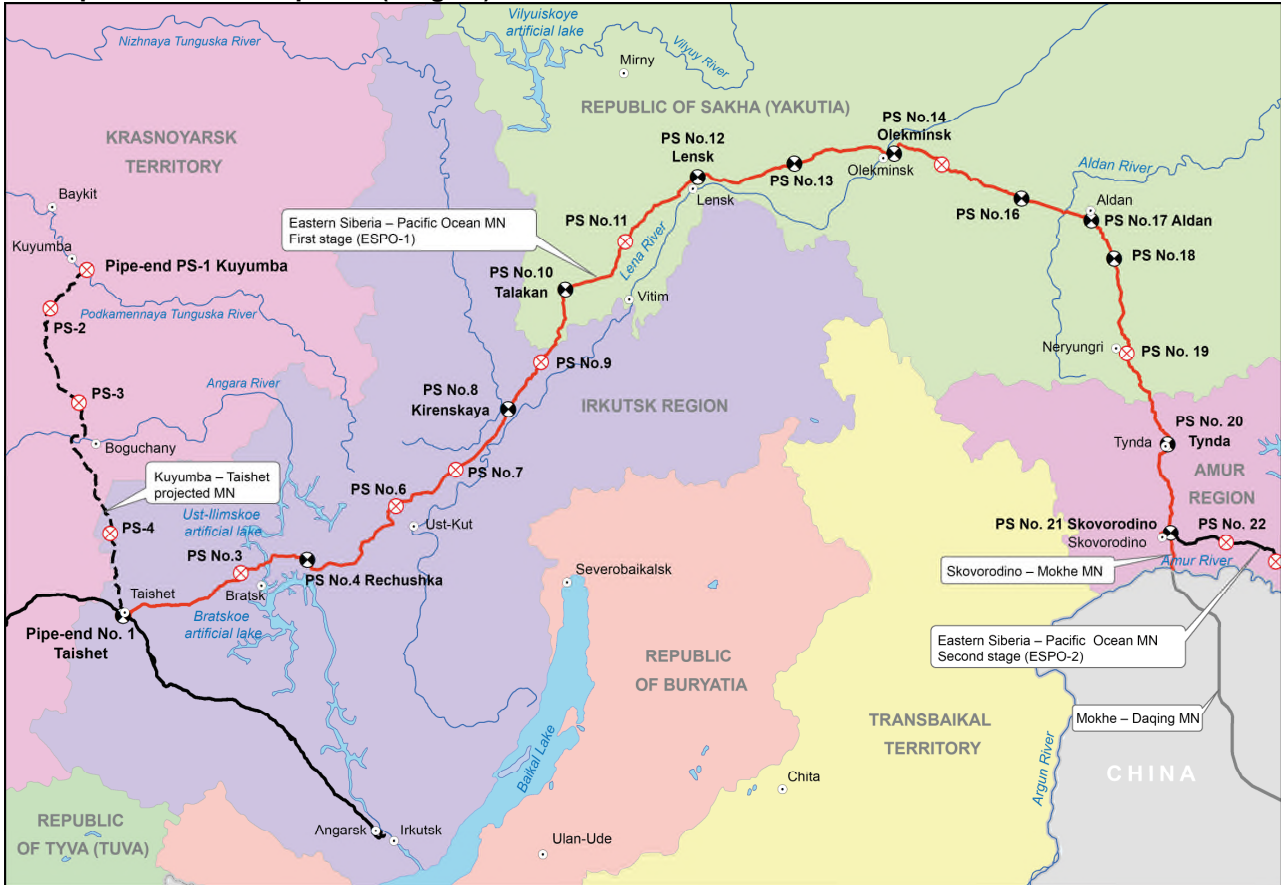 Vilyuiskoye
artificial lake
Nizhnaya Tunguska River
Vilyuy River
Mirny
REPUBLIC OF SAKHA (YAKUTIA)
PS No.14
Olekminsk
KRASNOYARSK
TERRITORY
PS No.12
Lensk
PS No.13
Olekminsk
Aldan River
Baykit
Lensk
PS No.16
Aldan
PS No.17 Aldan
Eastern Siberia – Pacific Ocean MN
First stage (ESPO-1)
PS No.11
Lena River
Kuyumba
Pipe-end PS-1 Kuyumba
PS No.10
Talakan
Vitim
PS No.18
PS-2
Podkamennaya Tunguska River
PS No.9
Neryungri
PS No. 19
Angara River
PS-3
PS No.8
Kirenskaya
IRKUTSK REGION
PS No. 20
Tynda
Tynda
Boguchany
PS No.7
AMUR
REGION
Kuyumba – Taishet
projected MN
PS No.6
PS-4
Ust-Ilimskoe
artificial lake
Ust-Kut
PS No. 21 Skovorodino
PS No. 22
Skovorodino
PS No.3
PS No.4 Rechushka
Severobaikalsk
Skovorodino – Mokhe MN
Amur River
Taishet
Bratsk
Bratskoe
artificial lake
Pipe-end No. 1
Taishet
Eastern Siberia – Pacific Ocean MN
Second stage (ESPO-2)
REPUBLIC
OF BURYATIA
TRANSBAIKAL
TERRITORY
Mokhe – Daqing MN
Baikal Lake
Argun River
CHINA
Chita
REPUBLIC
OF TYVA (TUVA)
Angarsk
Irkutsk
Ulan-Ude